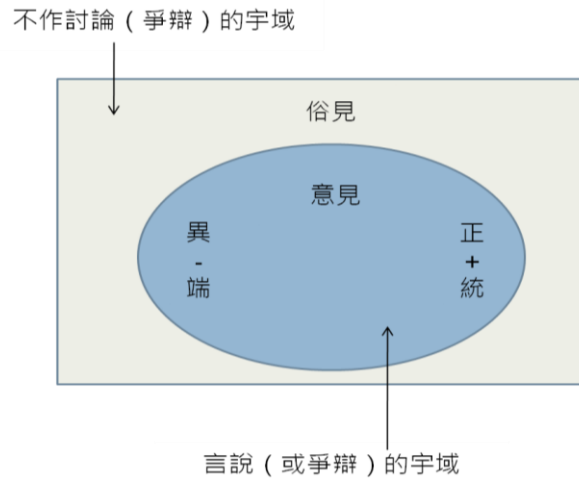 不作討論（爭辯）的宇域
俗見
意見
異
-
端
正
+
統
言說（或爭辯）的宇域